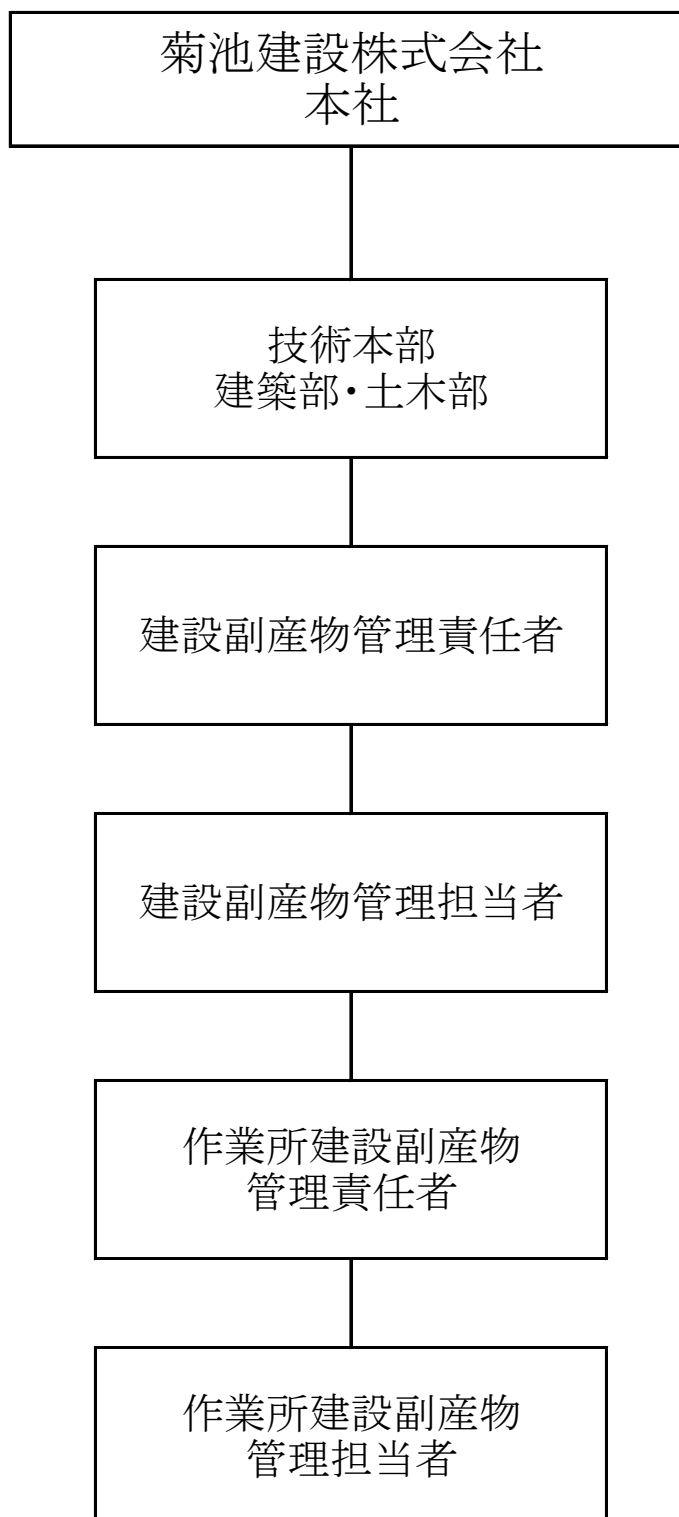 菊池建設株式会社
本社
技術本部
建築部・土木部
建設副産物管理責任者
建設副産物管理担当者
作業所建設副産物
管理責任者
作業所建設副産物
管理担当者